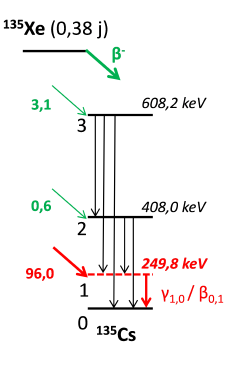 ¹³⁵Xe (0,38 j)
β⁻
3,1
608,2 keV
3
0,6
408,0 keV
2
249,8 keV
96,0
1
γ₁,₀ / β₀,₁
0
¹³⁵Cs